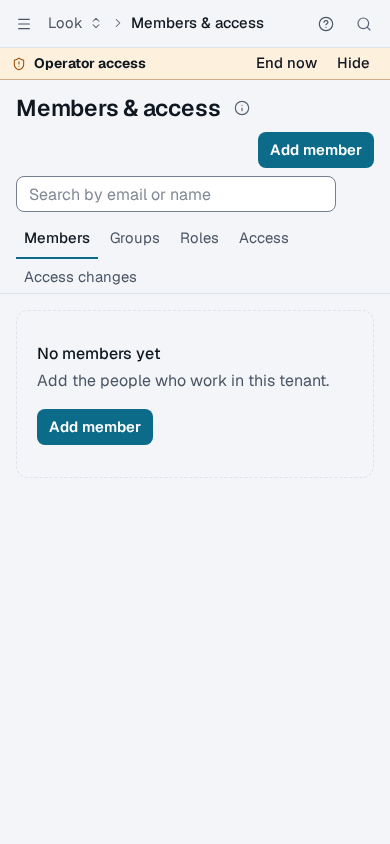 Look Members & access
Operator access End now Hide
Members & access
Add member
Search by email or name
Members Groups Roles Access
Access changes
No members yet
Add the people who work in this tenant.
Add member